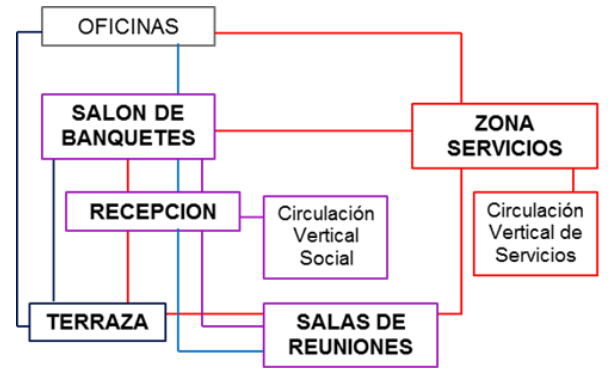 OFICINAS
SALON DE
BANQUETES
ZONA
SERVICIOS
RECEPCION
Circulación
Vertical
Social
Circulación
Vertical de
Servicios
TERRAZA
SALAS DE
REUNIONES